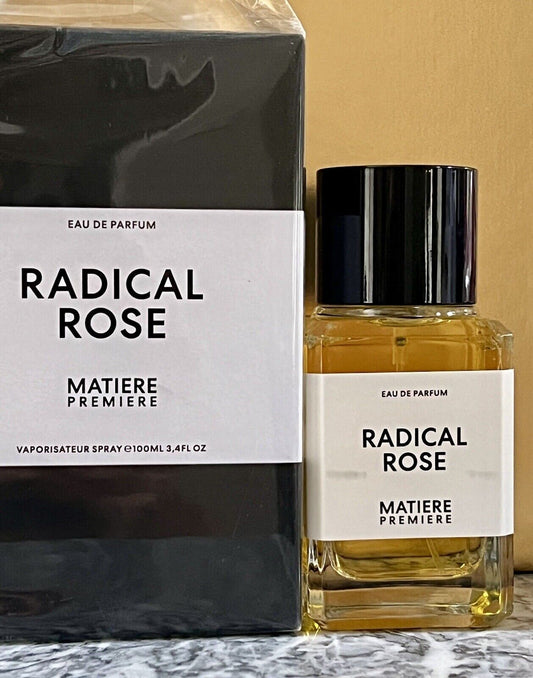 EAU DE PARFUM
RADICAL
ROSE
MATIERE
PREMIERE
VAPORISATEUR SPRAY ℮100ML 3,4FL OZ
EAU DE PARFUM
RADICAL
ROSE
MATIERE
PREMIERE